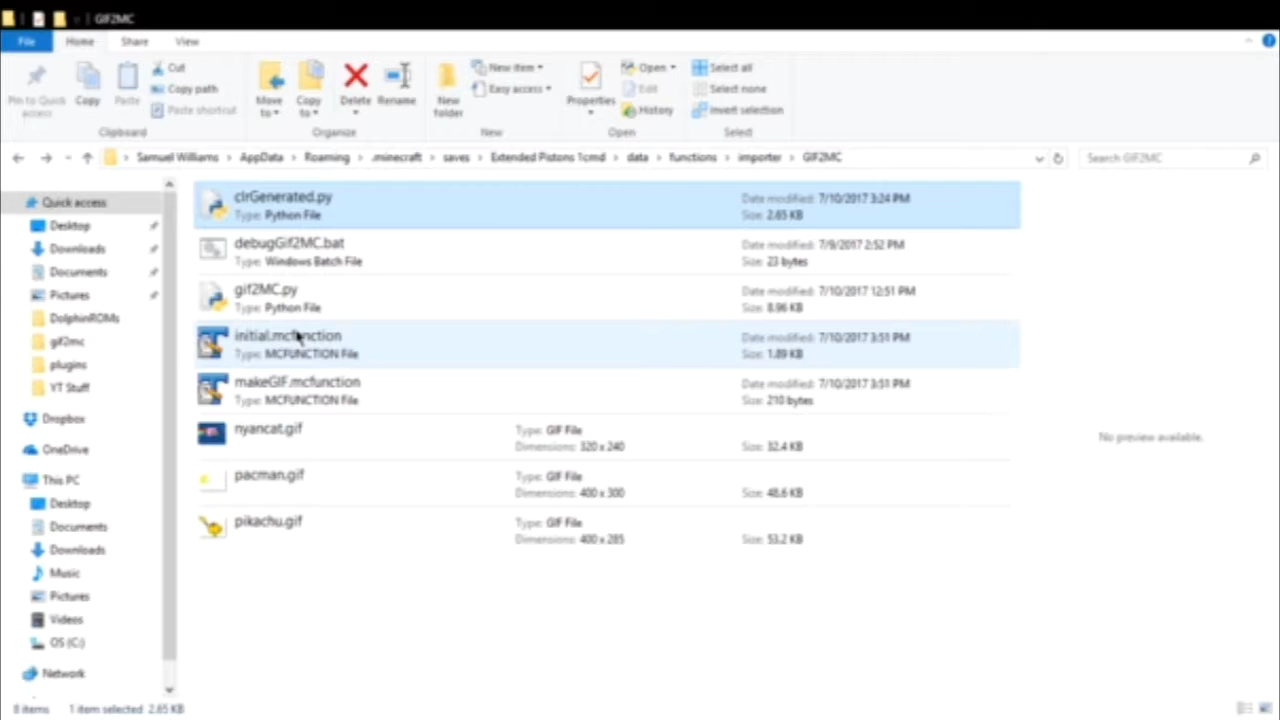 GIF2MC
File Home Share View
Pin to Quick access
Copy
Paste
Cut
Copy path
Paste shortcut
Clipboard
Move to
Copy to
Delete
Rename
Organize
New folder
New item
Easy access
New
Properties
Open
Edit
History
Open
Select all
Select none
Invert selection
Select
Samuel Williams > AppData > Roaming > .minecraft > saves > Extended Pistons 1cmd > data > functions > importer > GIF2MC
Search GIF2MC
Quick access
Desktop
Downloads
Documents
Pictures
DolphinROMs
gif2mc
plugins
YT Stuff
Dropbox
OneDrive
This PC
Desktop
Documents
Downloads
Music
Pictures
Videos
OS (C:)
Network
clrGenerated.py
Type: Python File
Date modified: 7/10/2017 3:24 PM
Size: 2.65 KB
debugGif2MC.bat
Type: Windows Batch File
Date modified: 7/9/2017 2:52 PM
Size: 23 bytes
gif2MC.py
Type: Python File
Date modified: 7/10/2017 12:51 PM
Size: 8.96 KB
initial.mcfunction
Type: MCFUNCTION File
Date modified: 7/10/2017 3:51 PM
Size: 1.89 KB
makeGIF.mcfunction
Type: MCFUNCTION File
Date modified: 7/10/2017 3:51 PM
Size: 210 bytes
nyancat.gif
Type: GIF File
Dimensions: 320 x 240
Size: 32.4 KB
pacman.gif
Type: GIF File
Dimensions: 400 x 300
Size: 48.6 KB
pikachu.gif
Type: GIF File
Dimensions: 400 x 285
Size: 53.2 KB
No preview available.
8 items 1 item selected 2.65 KB